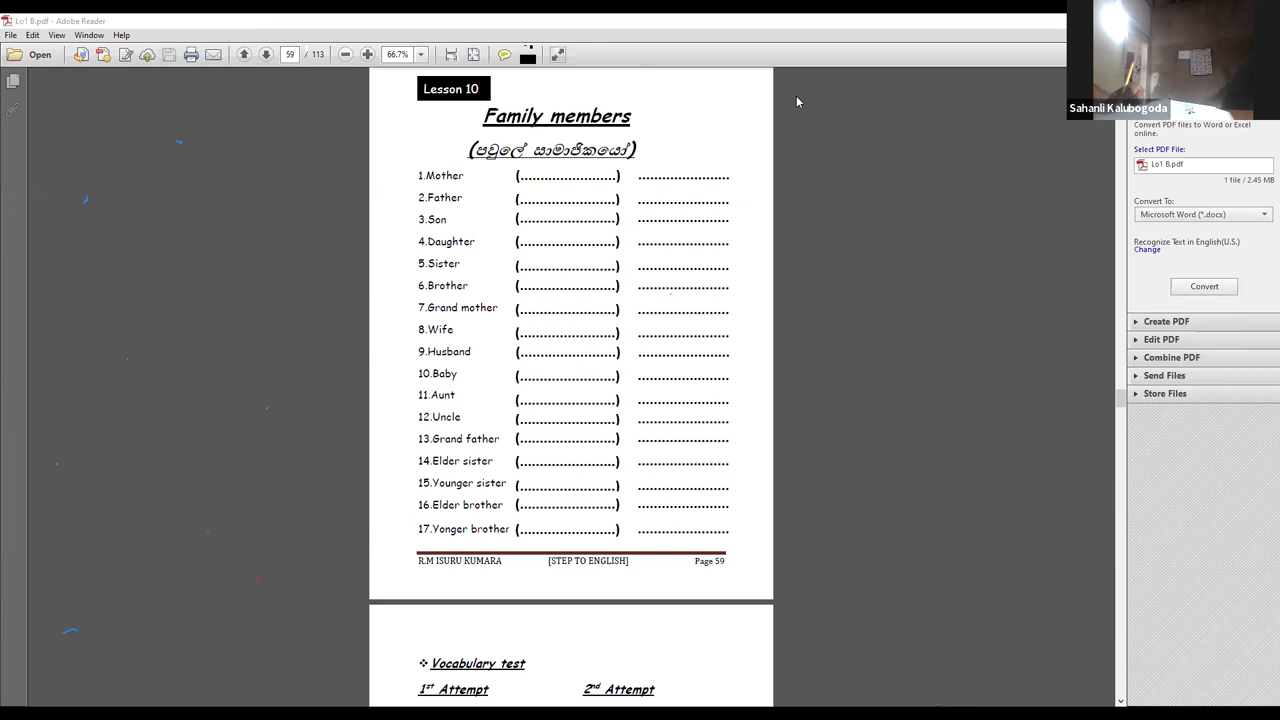 Lo1 B.pdf - Adobe Reader
File Edit View Window Help
Open 59 / 113 66.7%
Sahanli Kalubogoda
Convert PDF files to Word or Excel
online.
Select PDF File:
Lo1 B.pdf
1 file / 2.45 MB
Convert To:
Microsoft Word (*.docx)
Recognize Text in English(U.S.)
Change
Convert
Create PDF
Edit PDF
Combine PDF
Send Files
Store Files
Lesson 10
Family members
(පවුලේ සාමාජිකයෝ)
1.Mother (........................) ........................
2.Father (........................) ........................
3.Son (........................) ........................
4.Daughter (........................) ........................
5.Sister (........................) ........................
6.Brother (........................) ........................
7.Grand mother (........................) ........................
8.Wife (........................) ........................
9.Husband (........................) ........................
10.Baby (........................) ........................
11.Aunt (........................) ........................
12.Uncle (........................) ........................
13.Grand father (........................) ........................
14.Elder sister (........................) ........................
15.Younger sister (........................) ........................
16.Elder brother (........................) ........................
17.Yonger brother (........................) ........................
R.M ISURU KUMARA [STEP TO ENGLISH] Page 59
❖ Vocabulary test
1st Attempt 2nd Attempt